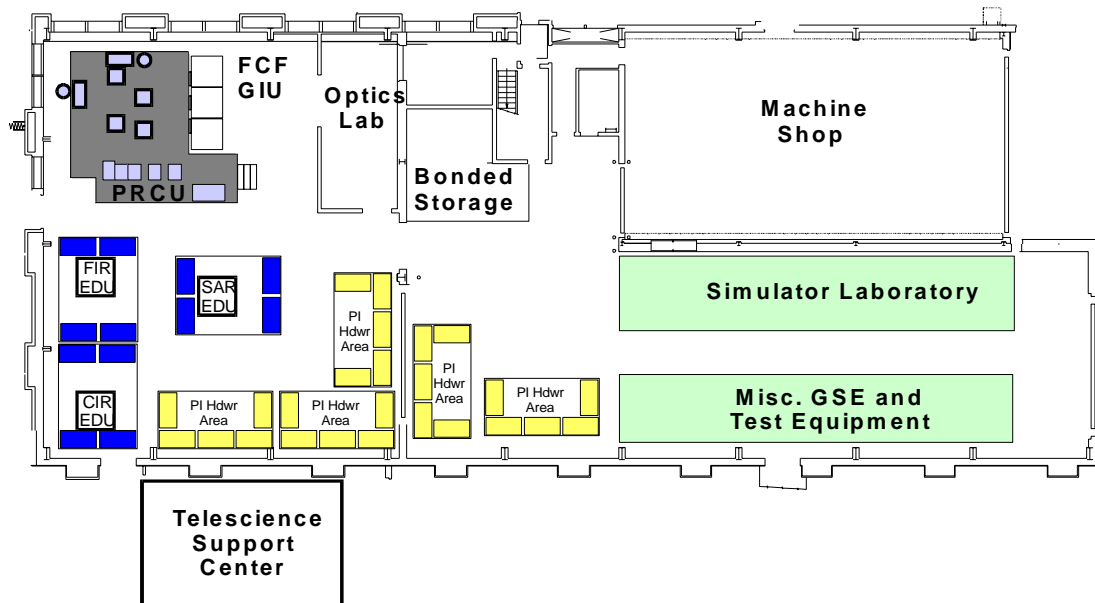 FCF
GIU
Optics
Lab
Machine
Shop
PRCU
Bonded
Storage
FIR
EDU
SAR
EDU
PI
Hdwr
Area
Simulator Laboratory
PI
Hdwr
Area
CIR
EDU
PI Hdwr
Area
PI Hdwr
Area
PI Hdwr
Area
Misc. GSE and
Test Equipment
Telescience
Support
Center